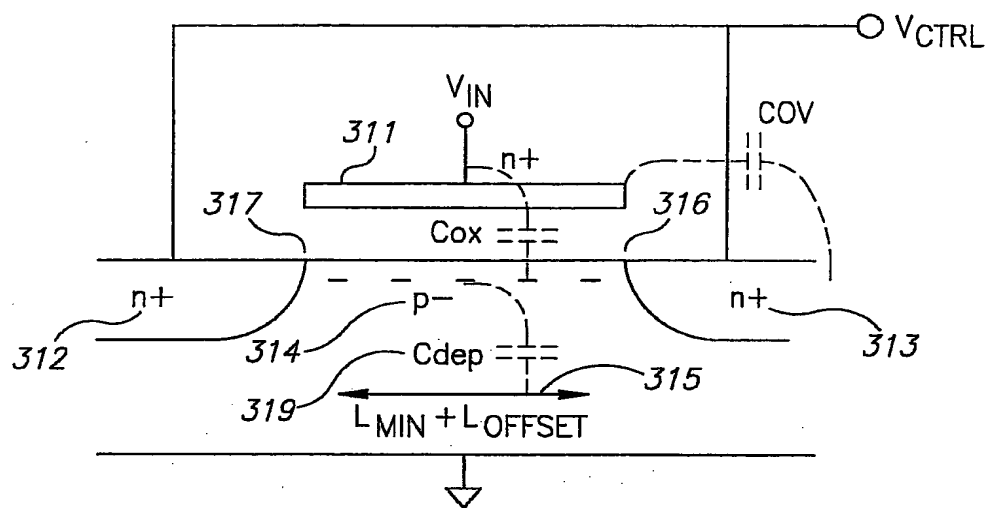 V_CTRL
V_IN
COV
311
n+
317
316
Cox
n+
p-
n+
312
314
Cdep
315
313
319
L_MIN + L_OFFSET